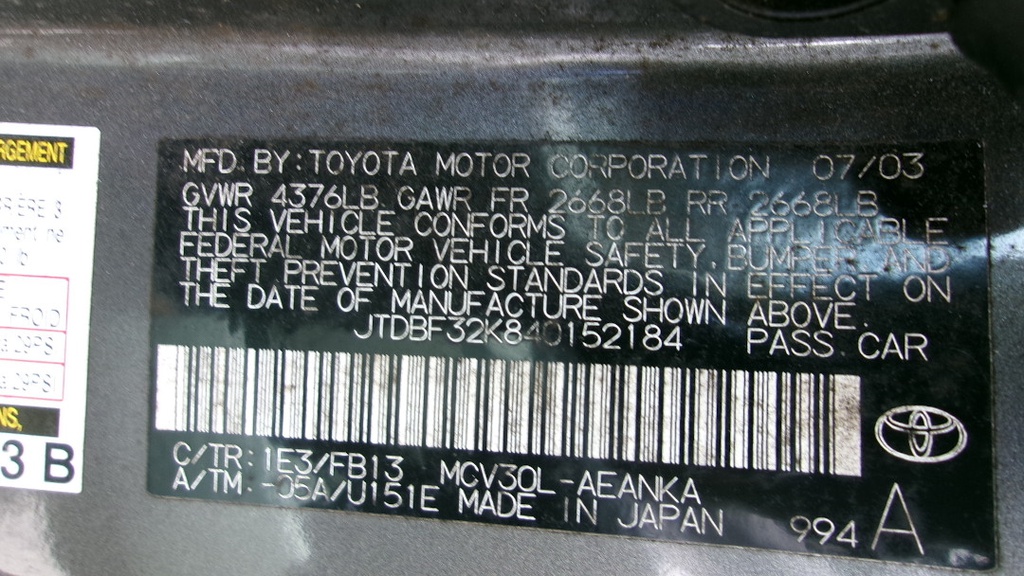 RGEMENT
MFD. BY: TOYOTA MOTOR CORPORATION 07/03
GVWR 4376LB GAWR FR 2668LB RR 2668LB
THIS VEHICLE CONFORMS TO ALL APPLICABLE
FEDERAL MOTOR VEHICLE SAFETY, BUMPER, AND
THEFT PREVENTION STANDARDS IN EFFECT ON
THE DATE OF MANUFACTURE SHOWN ABOVE.
JTDBF32K840152184 PASS. CAR
C/TR: 1E3/FB13 MCV30L-AEANKA
A/TM: -05A/U151E MADE IN JAPAN
994 A
NS,
3 B